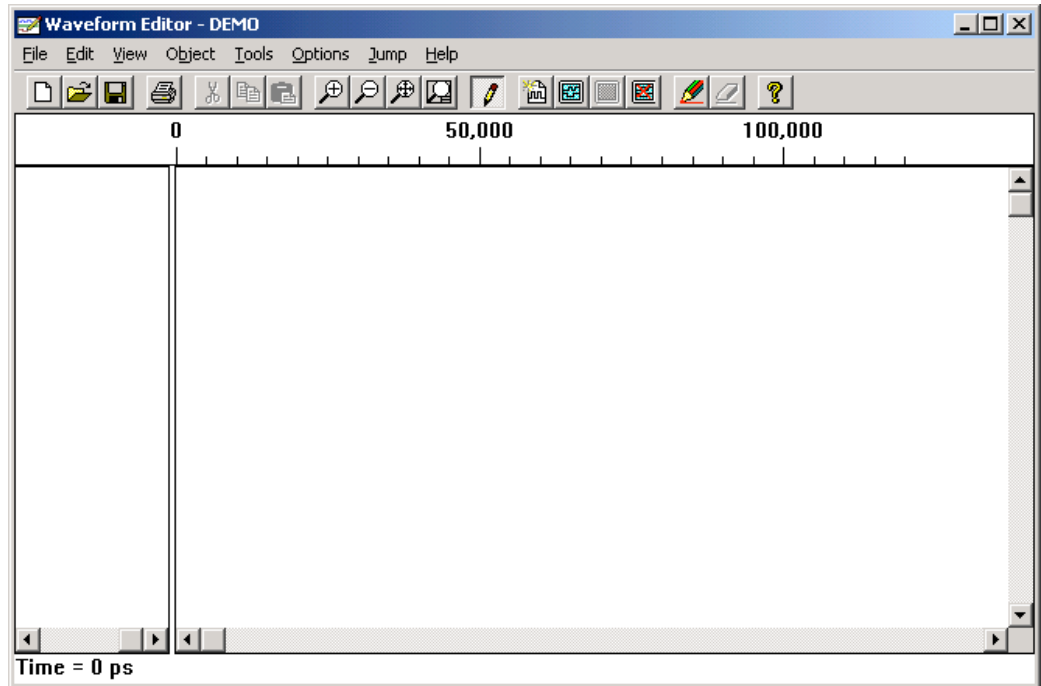 Waveform Editor - DEMO
File Edit View Object Tools Options Jump Help
0 50,000 100,000
Time = 0 ps